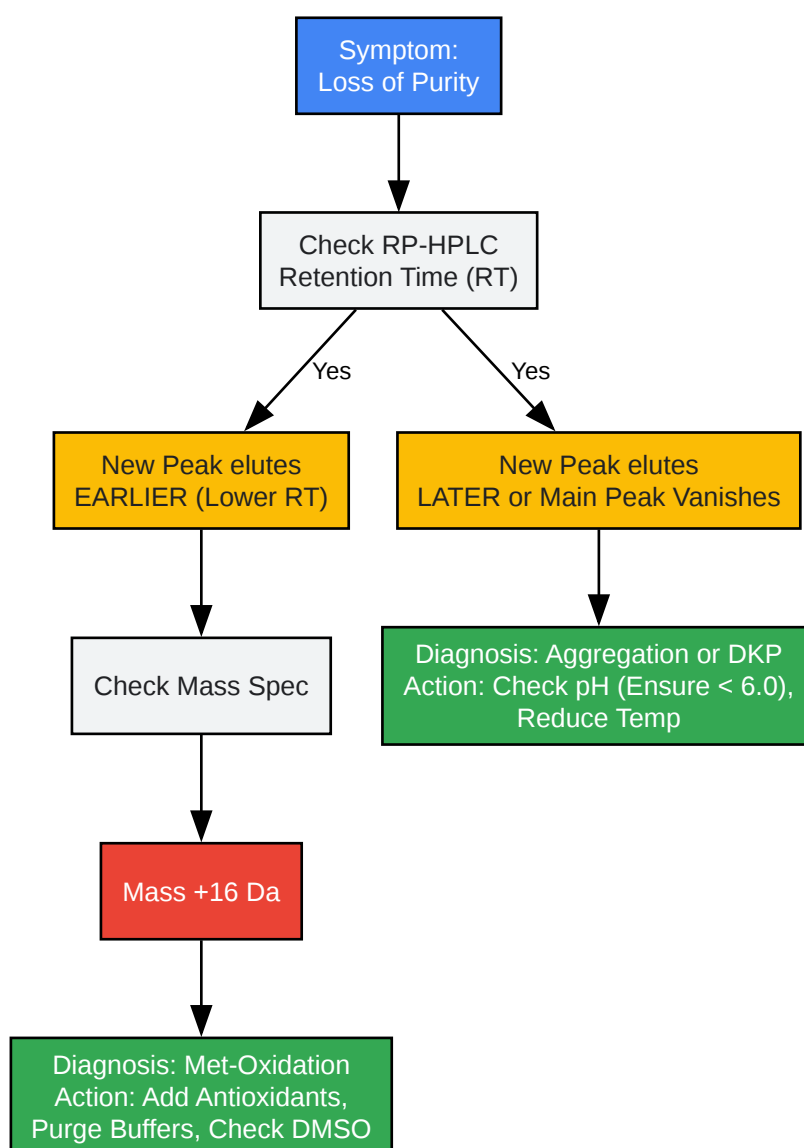 Symptom:
Loss of Purity
Check RP-HPLC
Retention Time (RT)
Yes
Yes
New Peak elutes
EARLIER (Lower RT)
New Peak elutes
LATER or Main Peak Vanishes
Check Mass Spec
Diagnosis: Aggregation or DKP
Action: Check pH (Ensure < 6.0),
Reduce Temp
Mass +16 Da
Diagnosis: Met-Oxidation
Action: Add Antioxidants,
Purge Buffers, Check DMSO